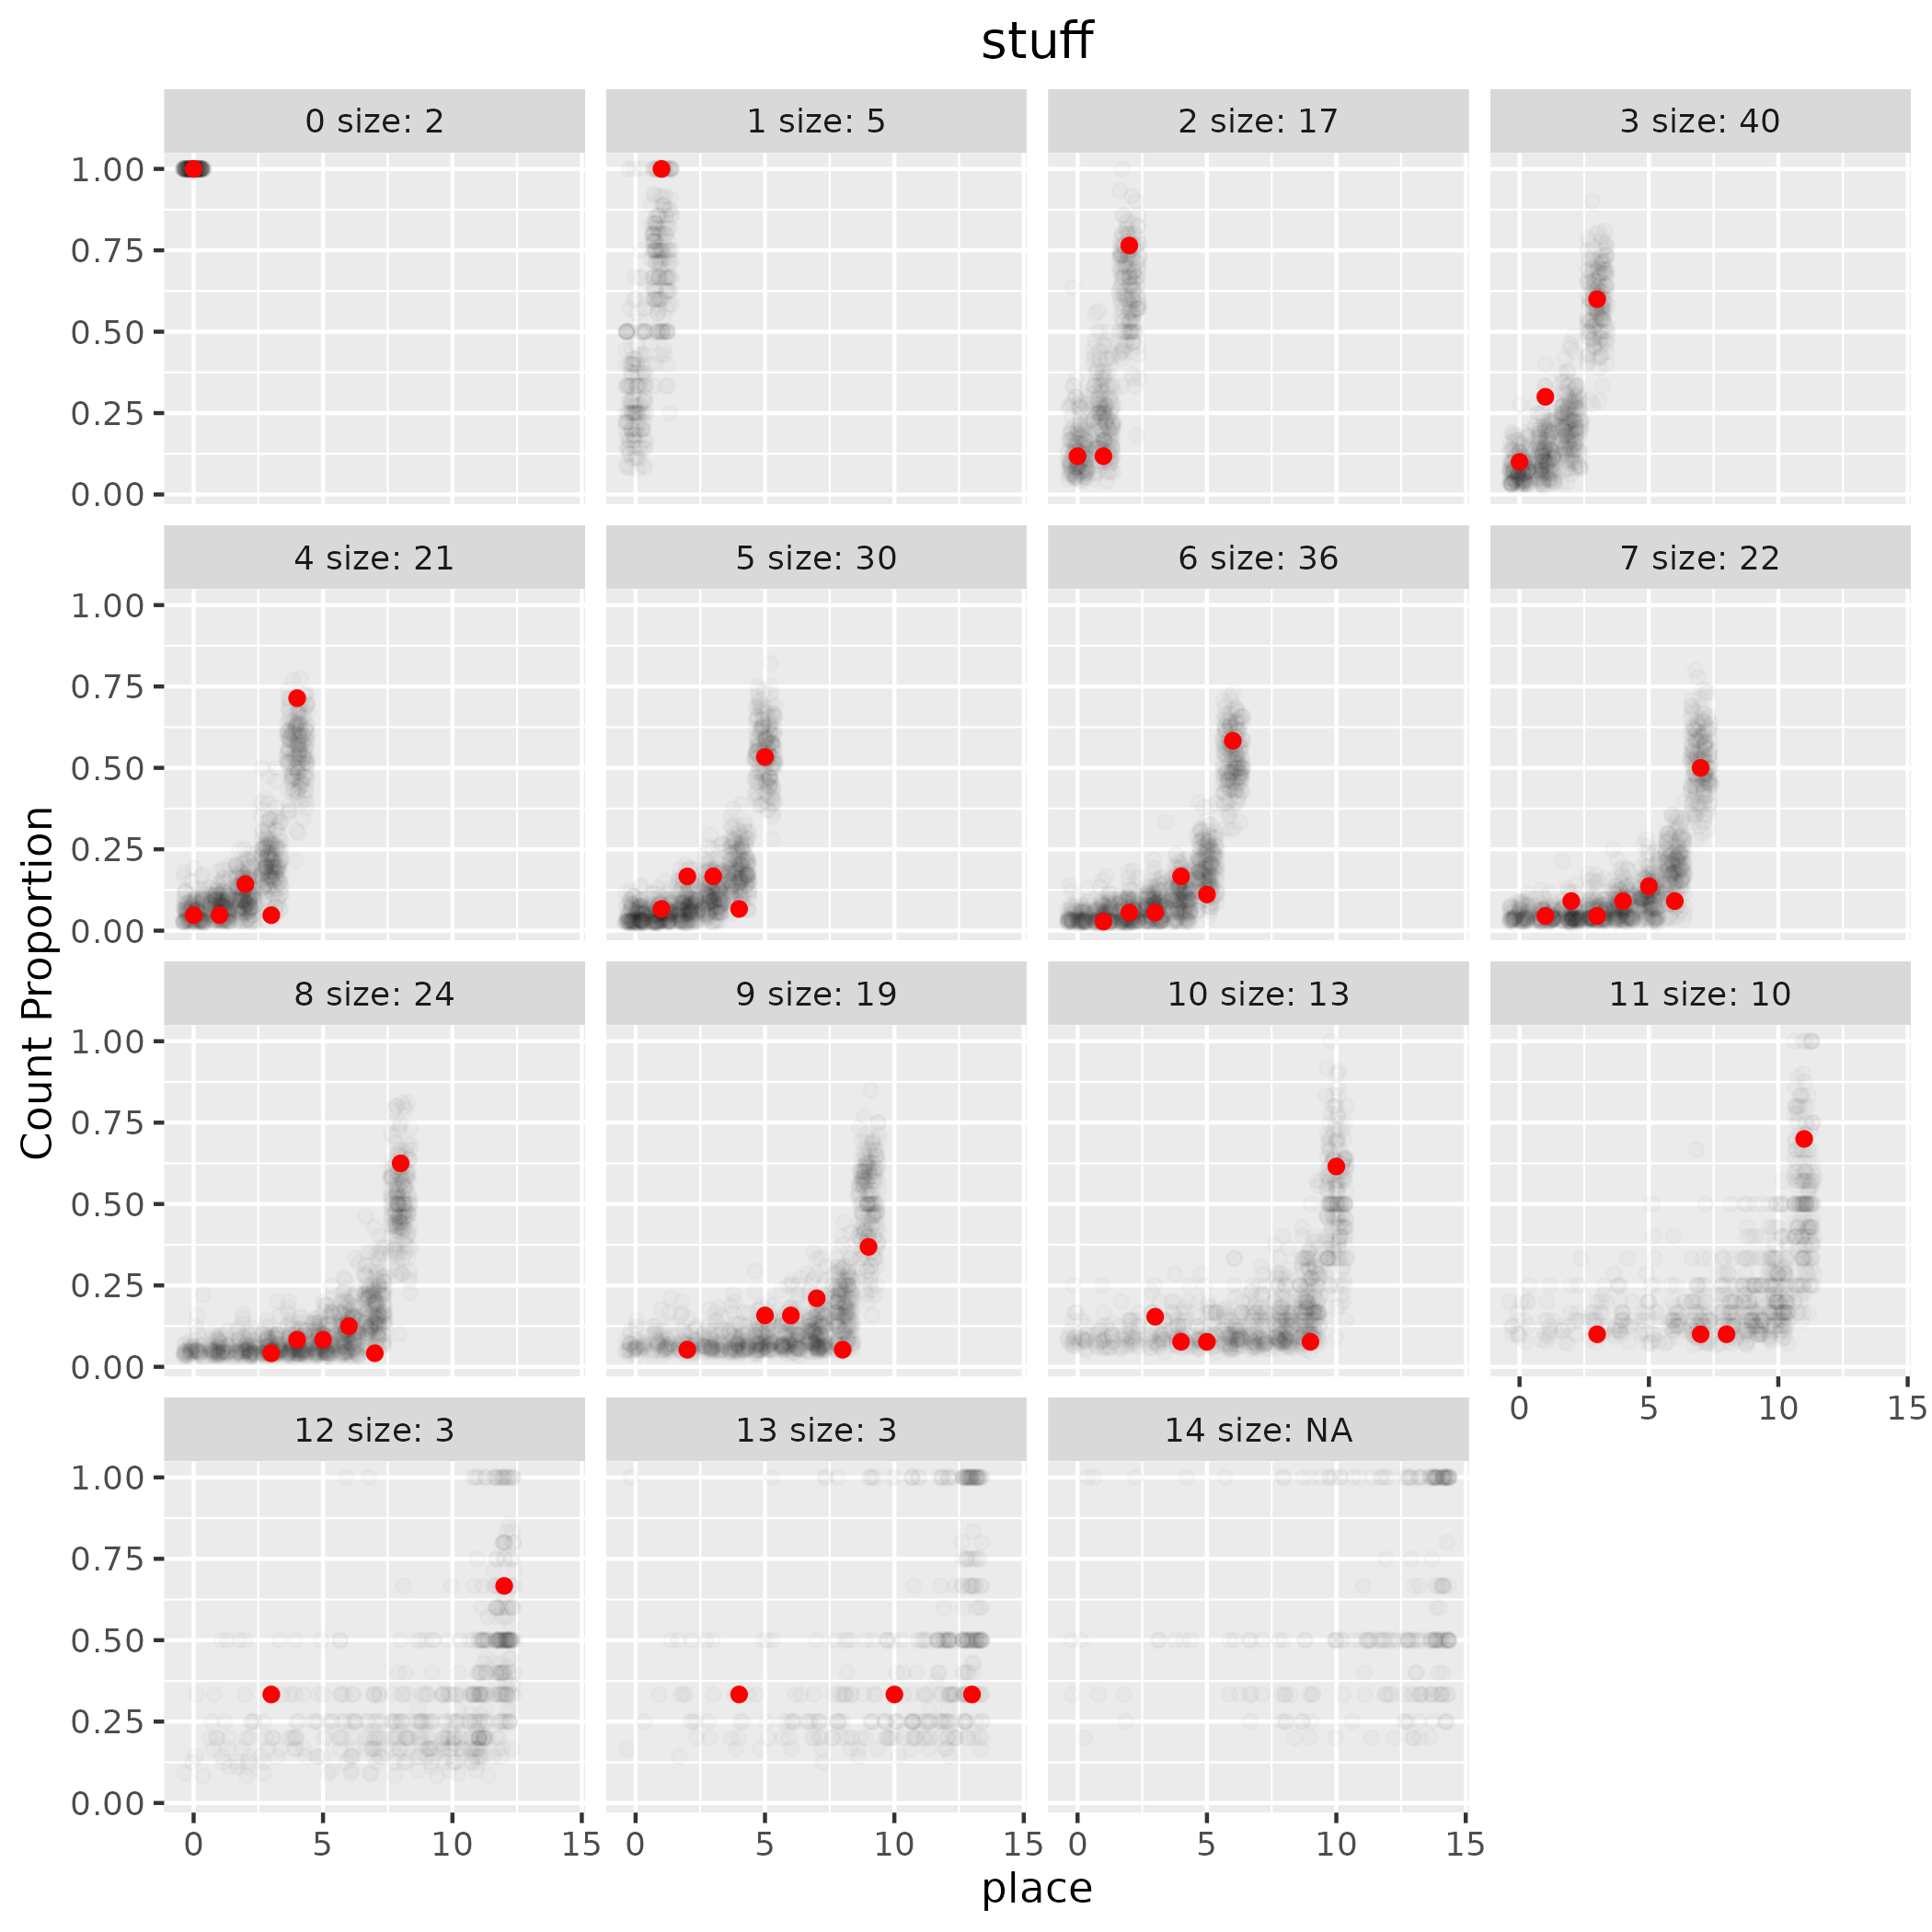 stuff
0 size: 2
1 size: 5
2 size: 17
3 size: 40
1.00
0.75
0.50
0.25
0.00
4 size: 21
5 size: 30
6 size: 36
7 size: 22
1.00
0.75
0.50
0.25
0.00
Count Proportion
8 size: 24
9 size: 19
10 size: 13
11 size: 10
1.00
0.75
0.50
0.25
0.00
0 5 10 15
12 size: 3
13 size: 3
14 size: NA
1.00
0.75
0.50
0.25
0.00
0 5 10 15
0 5 10 15
0 5 10 15
place